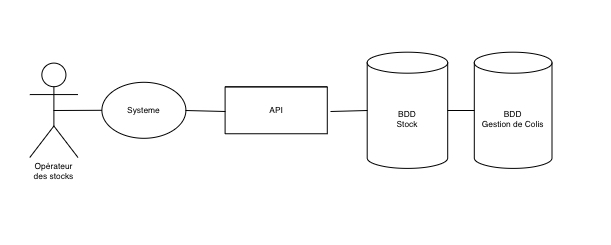 Systeme
API
BDD
Stock
BDD
Gestion de Colis
Opérateur
des stocks